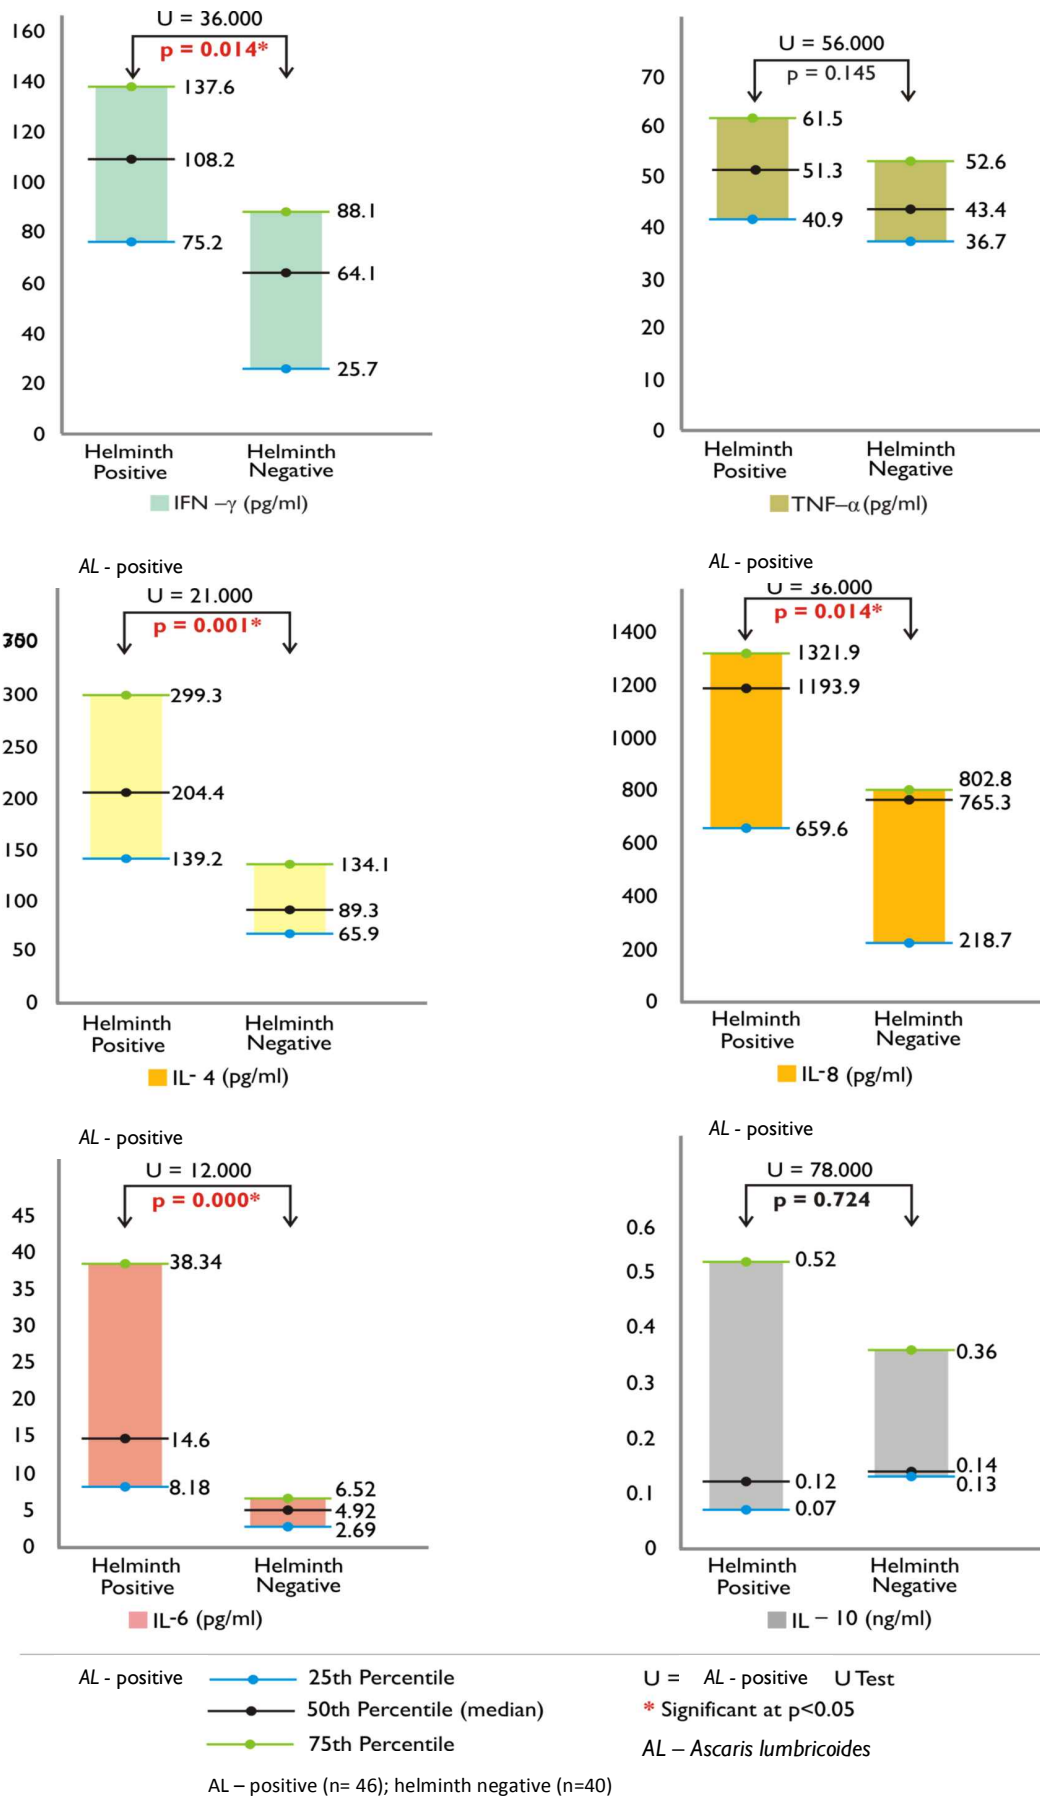 U = 36.000
p = 0.014*
160
140
120
100
80
60
40
20
0
137.6
108.2
75.2
88.1
64.1
25.7
Helminth
Positive
Helminth
Negative
IFN –γ (pg/ml)
U = 56.000
p = 0.145
70
60
50
40
30
20
10
0
61.5
51.3
40.9
52.6
43.4
36.7
Helminth
Positive
Helminth
Negative
TNF–α (pg/ml)
AL - positive
U = 21.000
p = 0.001*
300
250
200
150
100
50
0
299.3
204.4
139.2
134.1
89.3
65.9
Helminth
Positive
Helminth
Negative
IL- 4 (pg/ml)
AL - positive
U = 36.000
p = 0.014*
1400
1200
1000
800
600
400
200
0
1321.9
1193.9
659.6
802.8
765.3
218.7
Helminth
Positive
Helminth
Negative
IL-8 (pg/ml)
AL - positive
U = 12.000
p = 0.000*
45
40
35
30
25
20
15
10
5
0
38.34
14.6
8.18
6.52
4.92
2.69
Helminth
Positive
Helminth
Negative
IL-6 (pg/ml)
AL - positive
U = 78.000
p = 0.724
0.6
0.5
0.4
0.3
0.2
0.1
0
0.52
0.12
0.07
0.36
0.14
0.13
Helminth
Positive
Helminth
Negative
IL – 10 (ng/ml)
AL - positive
25th Percentile
50th Percentile (median)
75th Percentile
U = AL - positive U Test
* Significant at p<0.05
AL – Ascaris lumbricoides
AL – positive (n= 46); helminth negative (n=40)